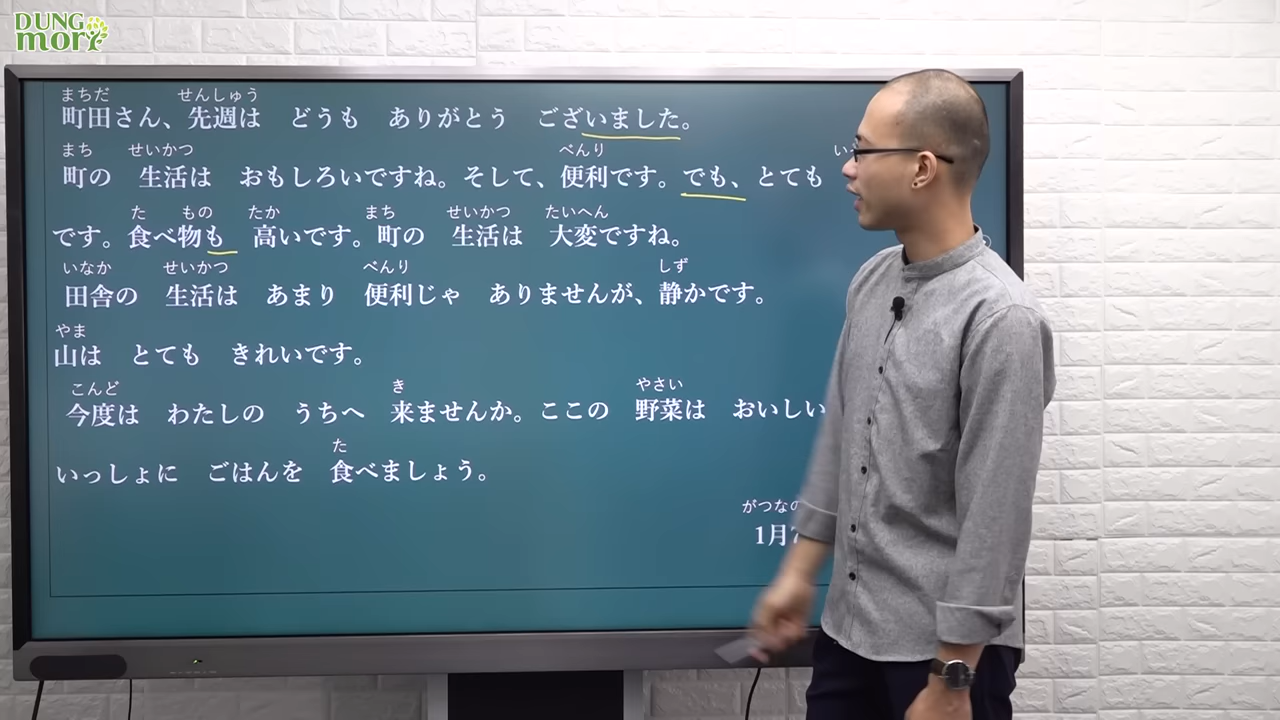 DUNG
mori
まちだ せんしゅう
町田さん、先週は どうも ありがとう ございました。
まち せいかつ べんり
町の 生活は おもしろいですね。そして、便利です。でも、とても
た もの たか まち せいかつ たいへん
です。食べ物も 高いです。町の 生活は 大変ですね。
いなか せいかつ べんり しず
田舎の 生活は あまり 便利じゃ ありませんが、静かです。
やま
山は とても きれいです。
こんど き やさい
今度は わたしの うちへ 来ませんか。ここの 野菜は おいしい
た
いっしょに ごはんを 食べましょう。
がつなの
1月7